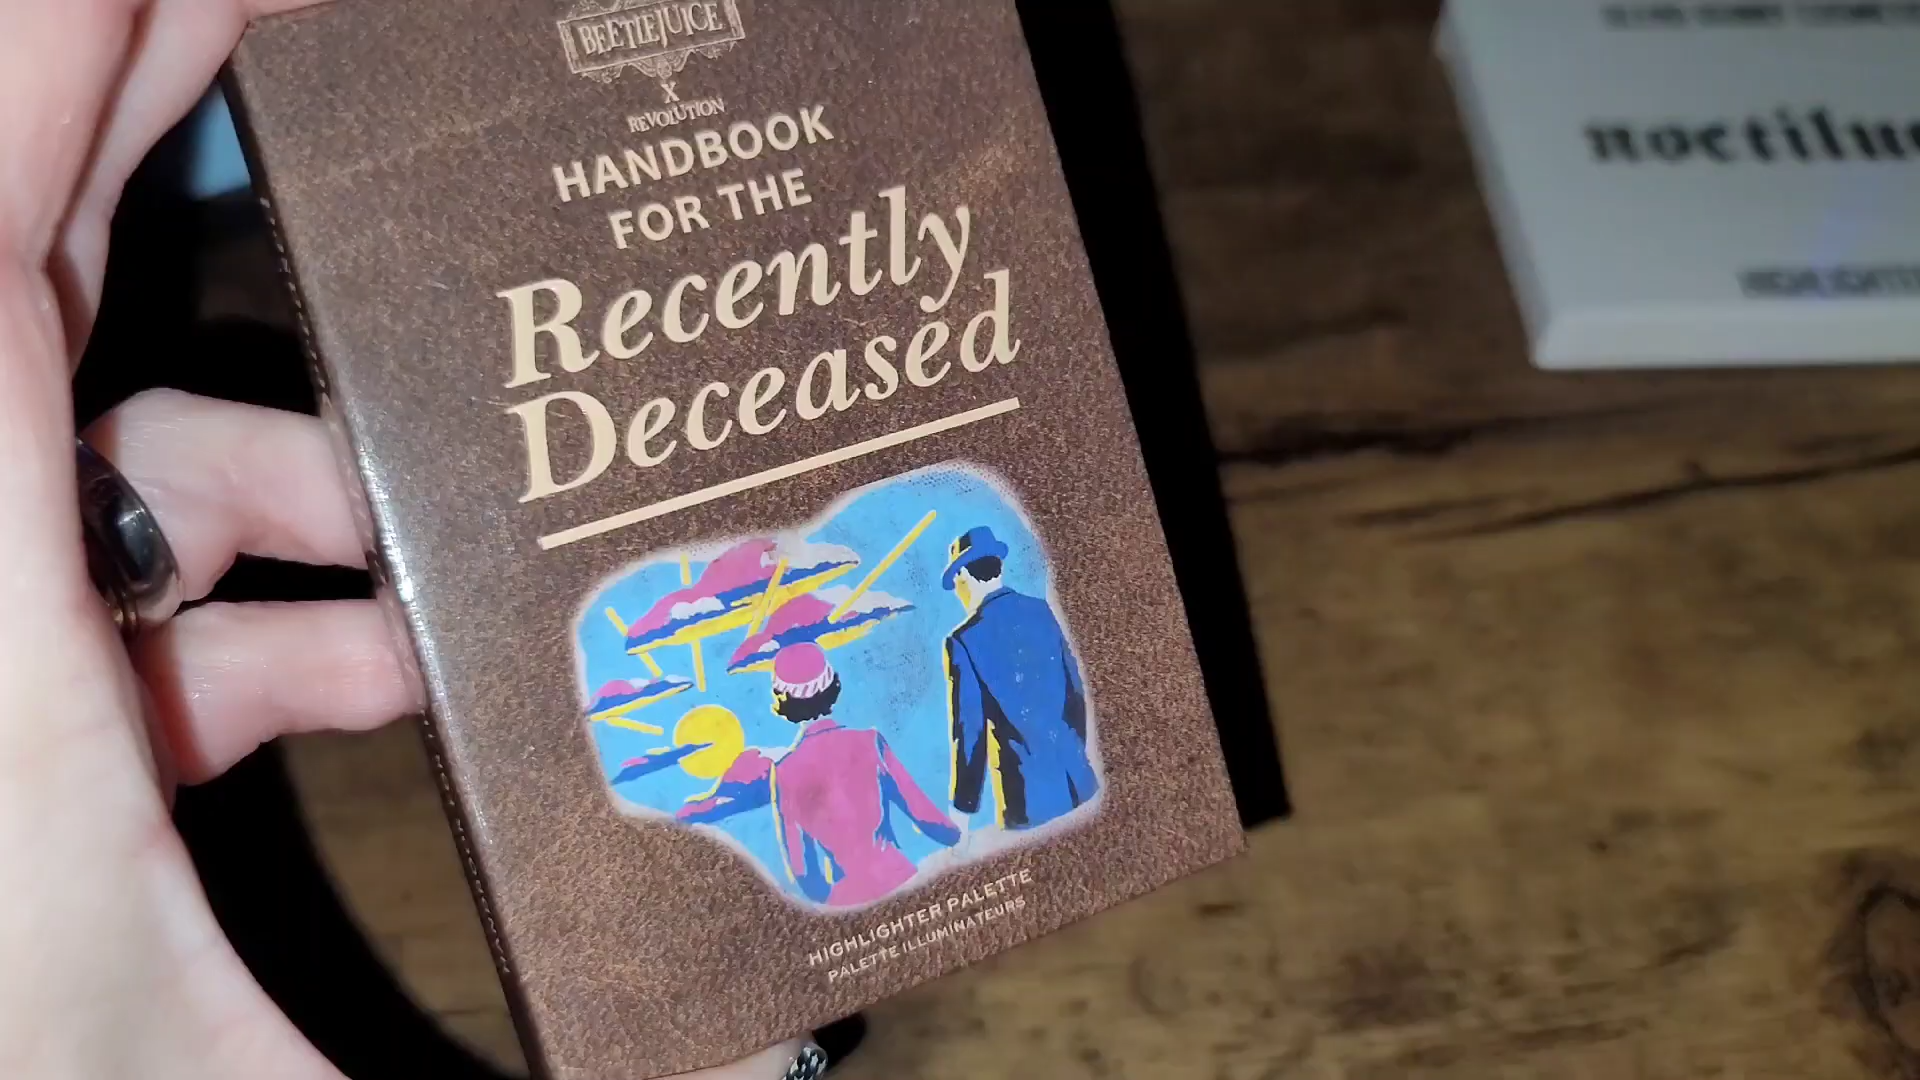 BEETLEJUICE
X
REVOLUTION
HANDBOOK
FOR THE
Recently
Deceased
HIGHLIGHTER PALETTE
PALETTE ILLUMINATEURS
noctilu